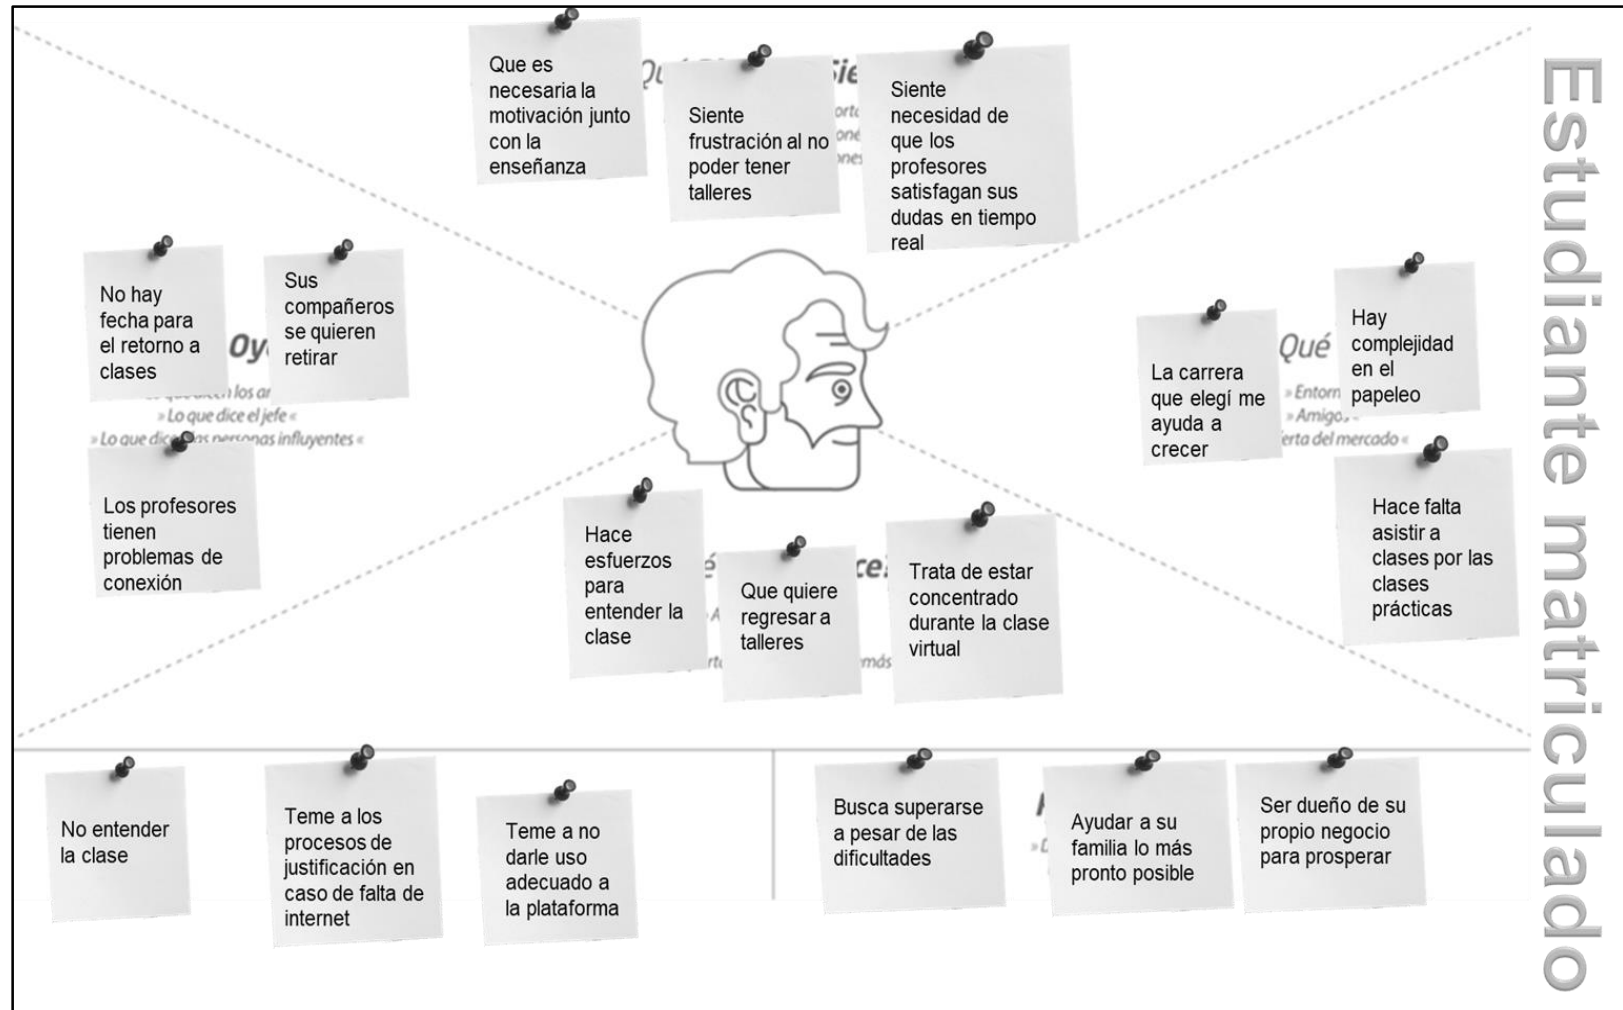 Que es
necesaria la
motivación junto
con la
enseñanza
Siente
frustración al no
poder tener
talleres
Siente
necesidad de
que los
profesores
satisfagan sus
dudas en tiempo
real
No hay
fecha para
el retorno a
clases
Sus
compañeros
se quieren
retirar
» Lo que dice el jefe «
personas influyentes «
Los profesores
tienen
problemas de
conexión
La carrera
que elegí me
ayuda a
crecer
Qué
» Amigos «
del mercado «
Hay
complejidad
en el
papeleo
Hace falta
asistir a
clases por las
clases
prácticas
Hace
esfuerzos
para
entender la
clase
Que quiere
regresar a
talleres
Trata de estar
concentrado
durante la clase
virtual
No entender
la clase
Teme a los
procesos de
justificación en
caso de falta de
internet
Teme a no
darle uso
adecuado a
la plataforma
Busca superarse
a pesar de las
dificultades
Ayudar a su
familia lo más
pronto posible
Ser dueño de su
propio negocio
para prosperar
Estudiante matriculado